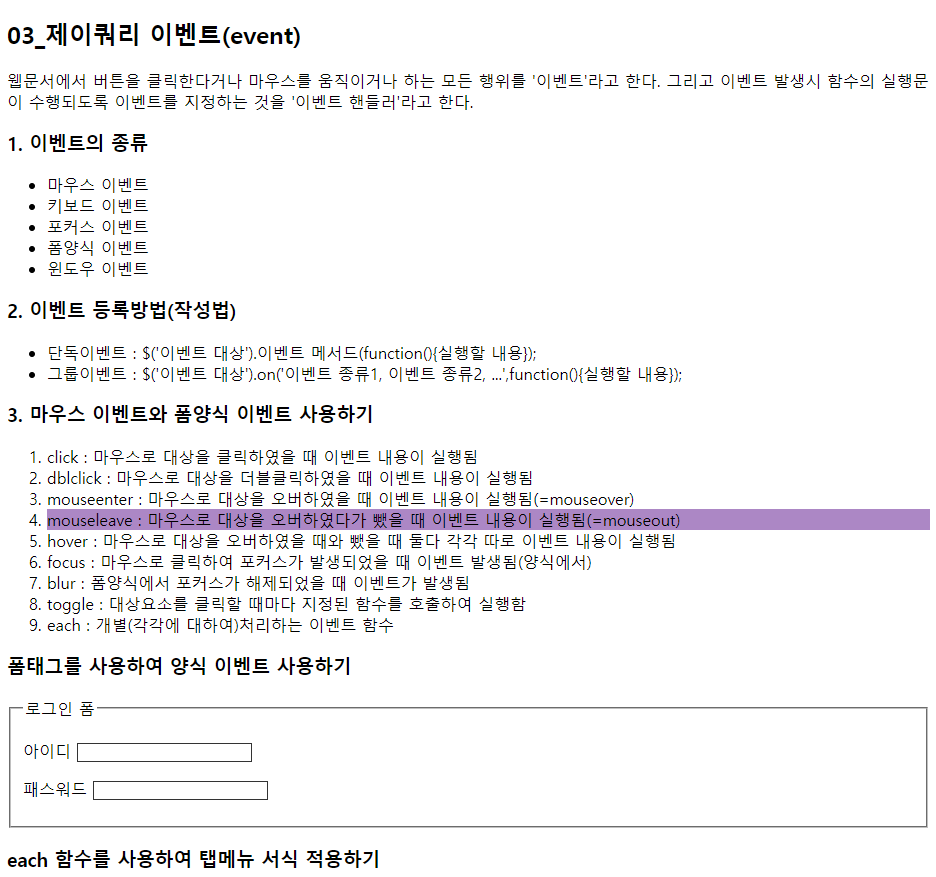 03_제이쿼리 이벤트(event)
웹문서에서 버튼을 클릭한다거나 마우스를 움직이거나 하는 모든 행위를 '이벤트'라고 한다. 그리고 이벤트 발생시 함수의 실행문
이 수행되도록 이벤트를 지정하는 것을 '이벤트 핸들러'라고 한다.
1. 이벤트의 종류
• 마우스 이벤트
• 키보드 이벤트
• 포커스 이벤트
• 폼양식 이벤트
• 윈도우 이벤트
2. 이벤트 등록방법(작성법)
• 단독이벤트 : $('이벤트 대상').이벤트 메서드(function(){실행할 내용});
• 그룹이벤트 : $('이벤트 대상').on('이벤트 종류1, 이벤트 종류2, ...',function(){실행할 내용});
3. 마우스 이벤트와 폼양식 이벤트 사용하기
1. click : 마우스로 대상을 클릭하였을 때 이벤트 내용이 실행됨
2. dblclick : 마우스로 대상을 더블클릭하였을 때 이벤트 내용이 실행됨
3. mouseenter : 마우스로 대상을 오버하였을 때 이벤트 내용이 실행됨(=mouseover)
4. mouseleave : 마우스로 대상을 오버하였다가 뺐을 때 이벤트 내용이 실행됨(=mouseout)
5. hover : 마우스로 대상을 오버하였을 때와 뺐을 때 둘다 각각 따로 이벤트 내용이 실행됨
6. focus : 마우스로 클릭하여 포커스가 발생되었을 때 이벤트 발생됨(양식에서)
7. blur : 폼양식에서 포커스가 해제되었을 때 이벤트가 발생됨
8. toggle : 대상요소를 클릭할 때마다 지정된 함수를 호출하여 실행함
9. each : 개별(각각에 대하여)처리하는 이벤트 함수
폼태그를 사용하여 양식 이벤트 사용하기
로그인 폼
아이디
패스워드
each 함수를 사용하여 탭메뉴 서식 적용하기